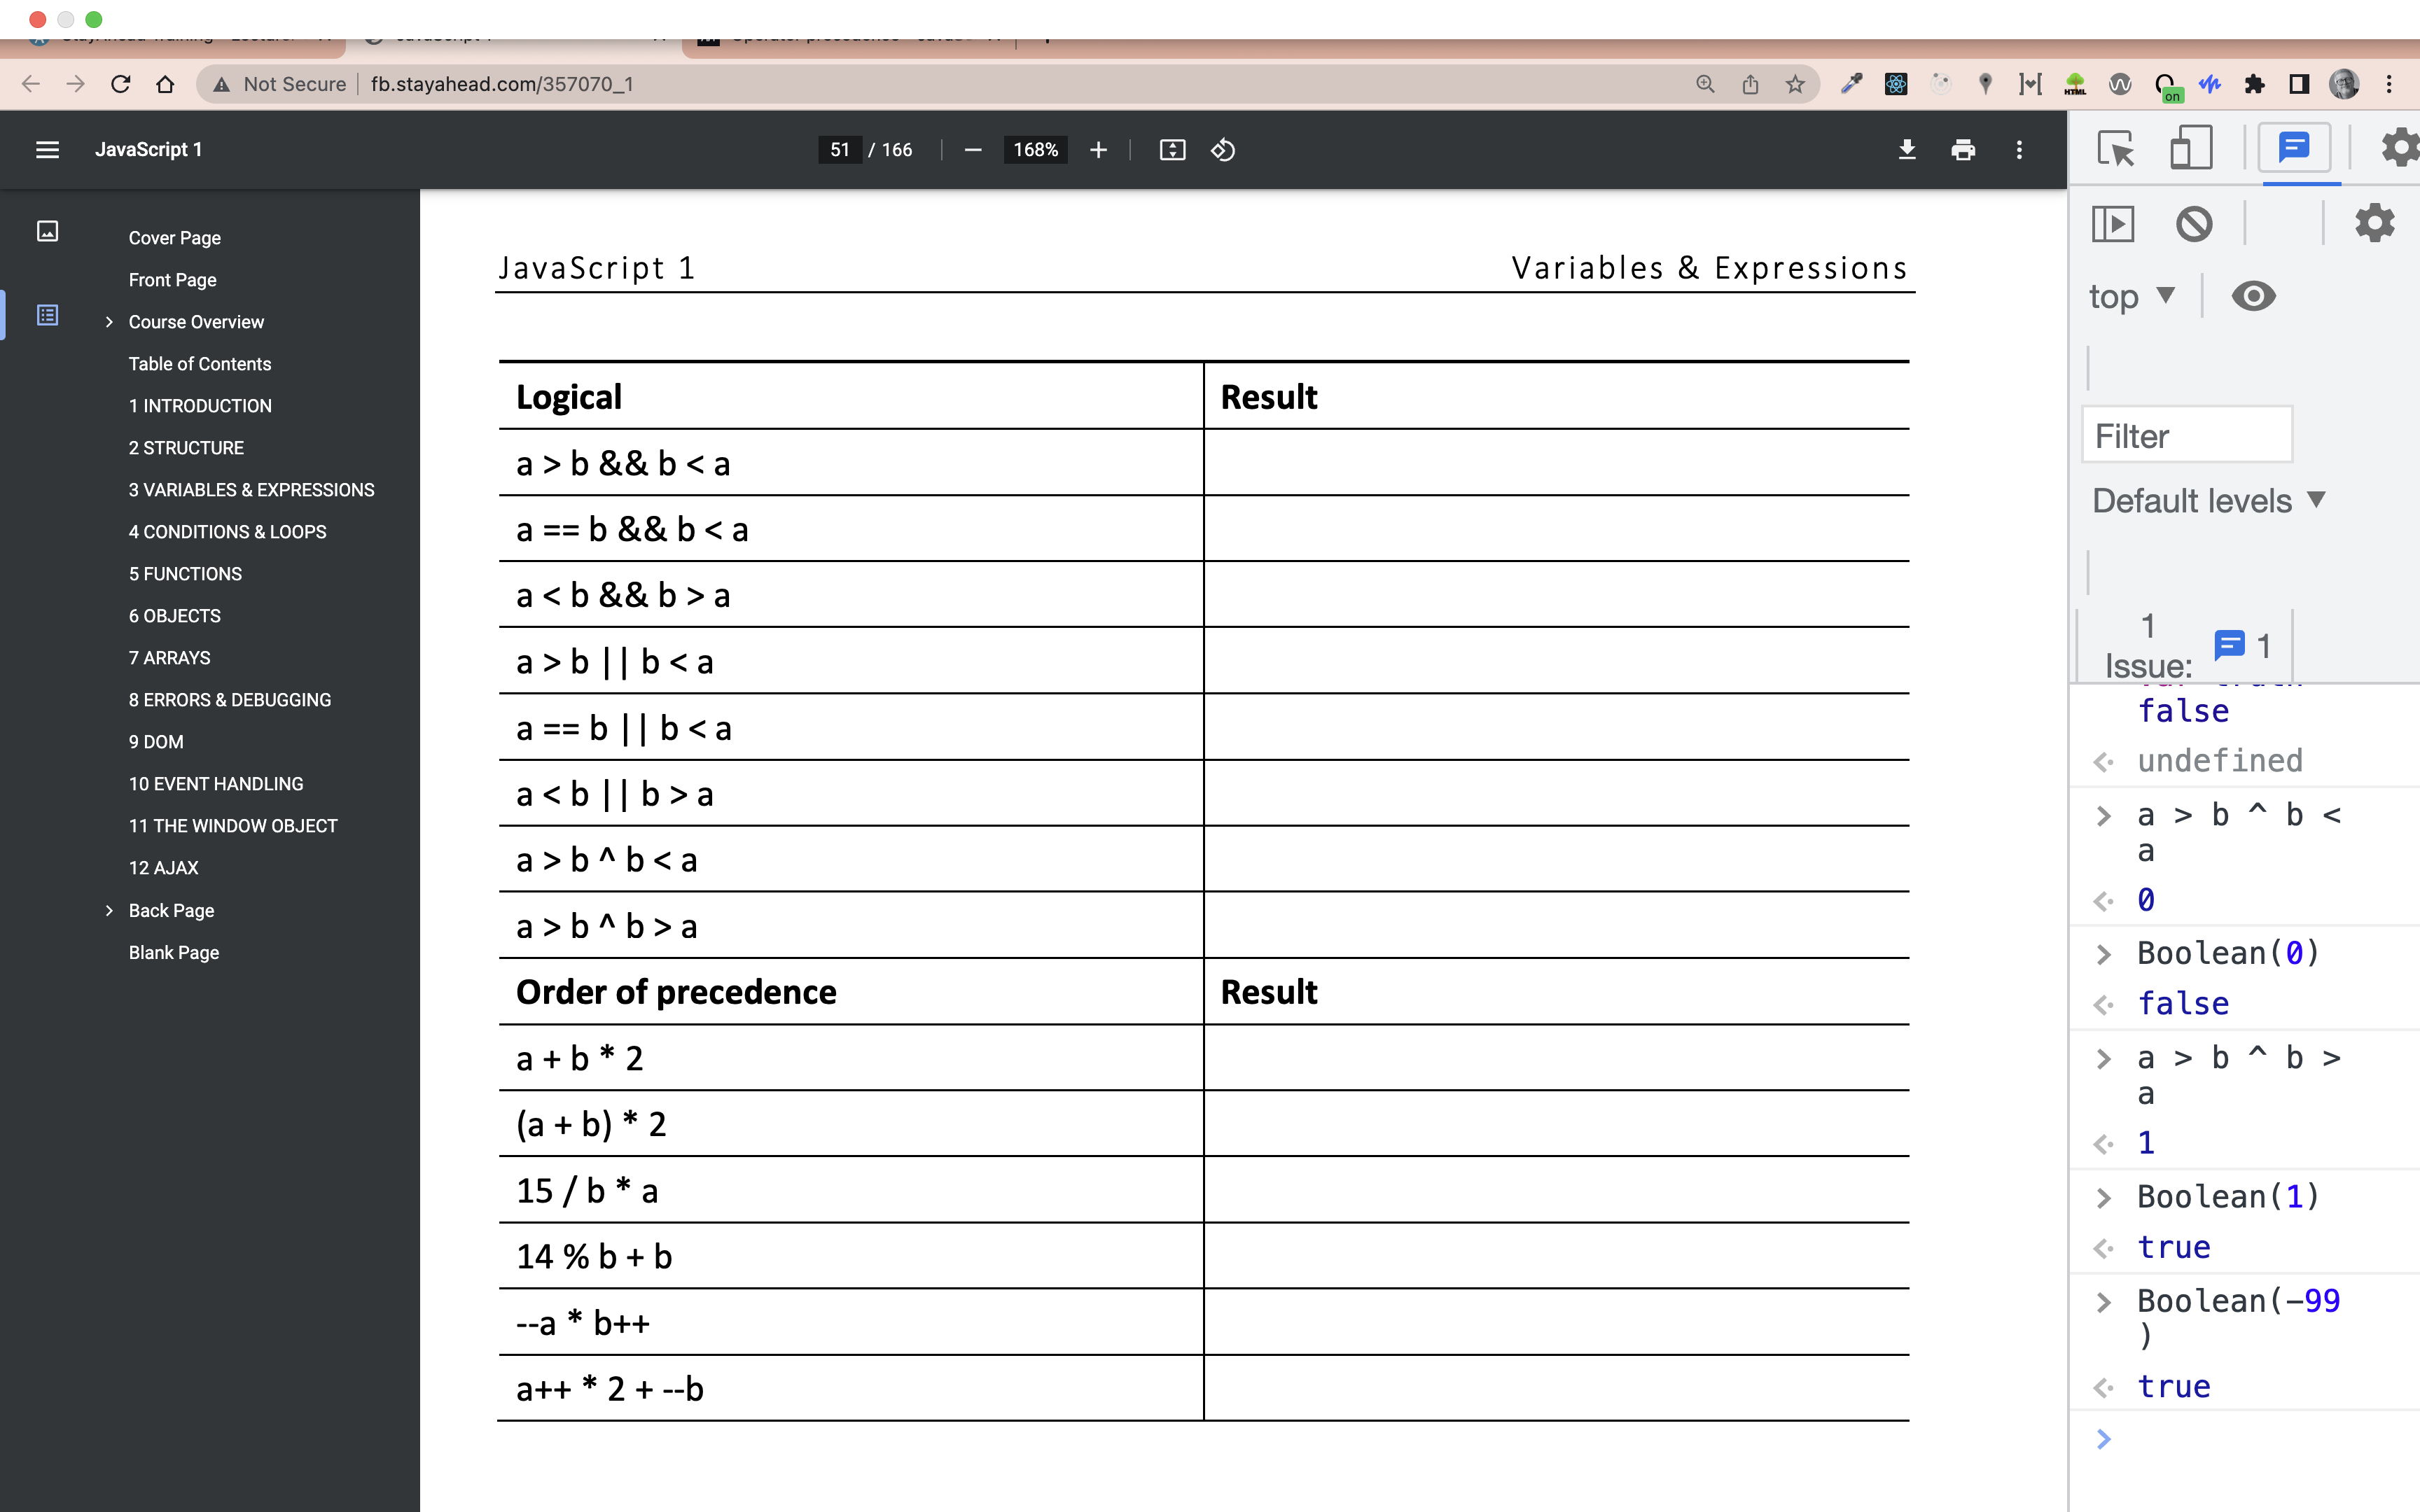 Not Secure
fb.stayahead.com/357070_1
HTML
on
JavaScript 1
51 / 166
168%
Cover Page
Front Page
Course Overview
Table of Contents
1 INTRODUCTION
2 STRUCTURE
3 VARIABLES & EXPRESSIONS
4 CONDITIONS & LOOPS
5 FUNCTIONS
6 OBJECTS
7 ARRAYS
8 ERRORS & DEBUGGING
9 DOM
10 EVENT HANDLING
11 THE WINDOW OBJECT
12 AJAX
Back Page
Blank Page
JavaScript 1
Variables & Expressions
Logical
Result
a > b && b < a
a == b && b < a
a < b && b > a
a > b || b < a
a == b || b < a
a < b || b > a
a > b ^ b < a
a > b ^ b > a
Order of precedence
Result
a + b * 2
(a + b) * 2
15 / b * a
14 % b + b
--a * b++
a++ * 2 + --b
top
Filter
Default levels
1
Issue:
1
false
undefined
a > b ^ b <
a
0
Boolean(0)
false
a > b ^ b >
a
1
Boolean(1)
true
Boolean(-99
)
true